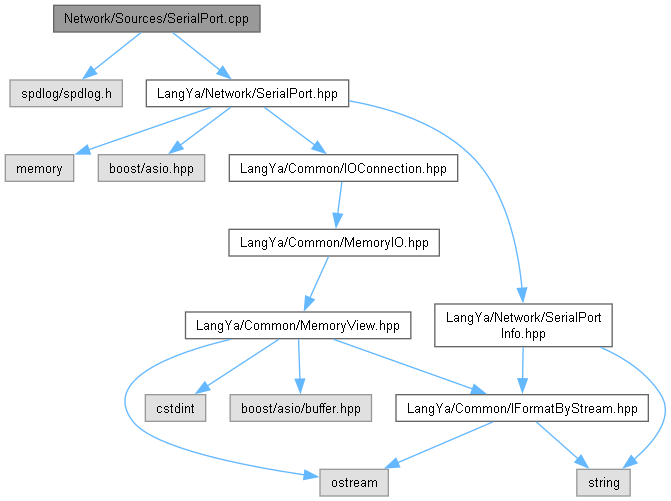 Network/Sources/SerialPort.cpp
spdlog/spdlog.h
LangYa/Network/SerialPort.hpp
memory
boost/asio.hpp
LangYa/Common/IOConnection.hpp
LangYa/Common/MemoryIO.hpp
LangYa/Common/MemoryView.hpp
LangYa/Network/SerialPort
Info.hpp
cstdint
boost/asio/buffer.hpp
LangYa/Common/IFormatByStream.hpp
ostream
string